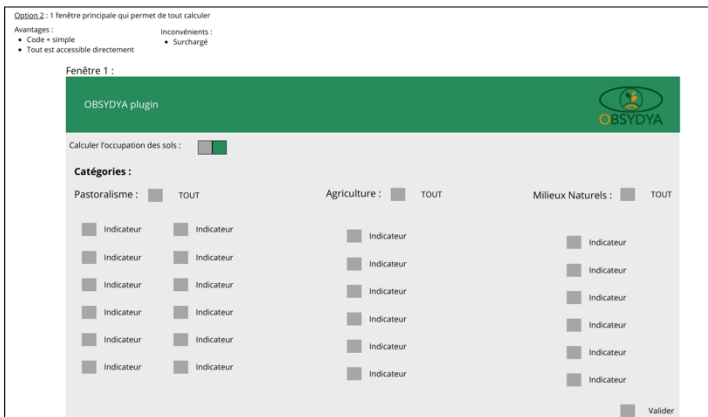 Option 2 : 1 fenêtre principale qui permet de tout calculer
Avantages :
• Code + simple
• Tout est accessible directement
Inconvénients :
• Surchargé
Fenêtre 1 :
OBSYDYA plugin
OBSYDYA
Calculer l'occupation des sols :
Catégories :
Pastoralisme : TOUT
Agriculture : TOUT
Milieux Naturels : TOUT
Indicateur Indicateur
Indicateur Indicateur
Indicateur Indicateur
Indicateur Indicateur
Indicateur Indicateur
Indicateur Indicateur
Indicateur
Indicateur
Indicateur
Indicateur
Indicateur
Indicateur
Indicateur
Indicateur
Indicateur
Indicateur
Indicateur
Indicateur
Valider